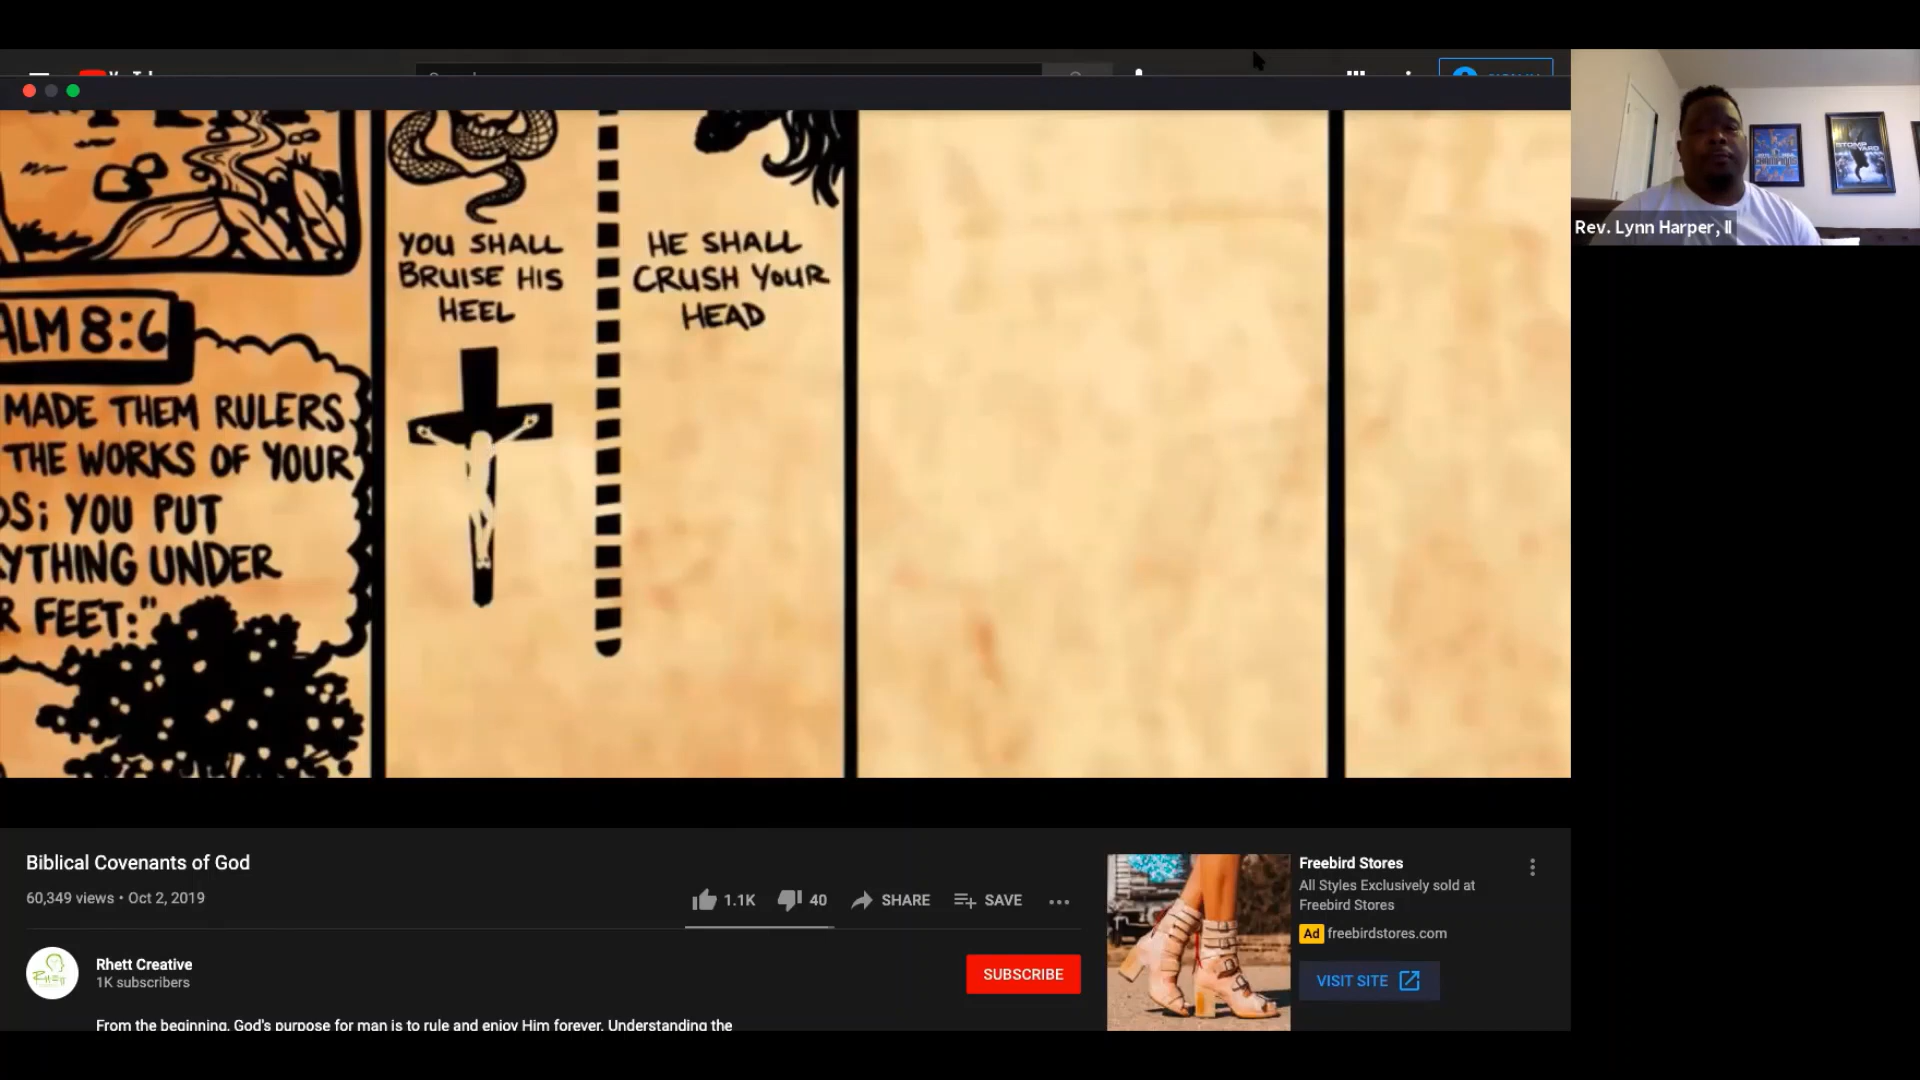 YOU SHALL
BRUISE HIS
HEEL
HE SHALL
CRUSH YOUR
HEAD
ALM 8:6
MADE THEM RULERS
THE WORKS OF YOUR
DS; YOU PUT
YTHING UNDER
R FEET:"
STOMP
YARD
Rev. Lynn Harper, II
Biblical Covenants of God
60,349 views • Oct 2, 2019
1.1K
40
SHARE
SAVE
Rhett Creative
1K subscribers
SUBSCRIBE
From the beginning, God's purpose for man is to rule and enjoy Him forever. Understanding the
Freebird Stores
All Styles Exclusively sold at
Freebird Stores
Ad freebirdstores.com
VISIT SITE